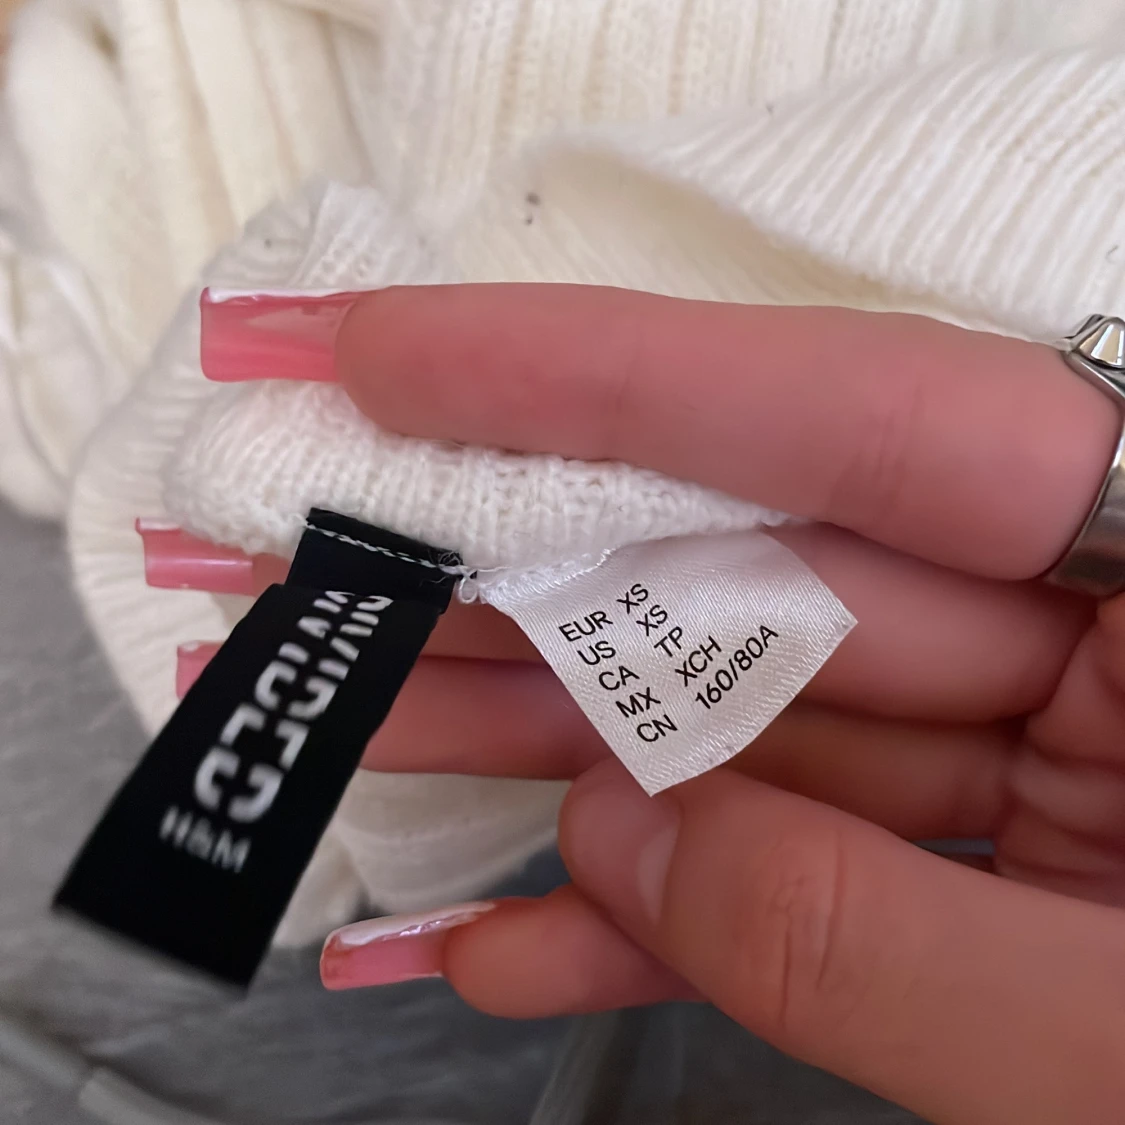 DIVIDED
H&M
EUR XS
US XS
CA TP
MX XCH
CN 160/80A